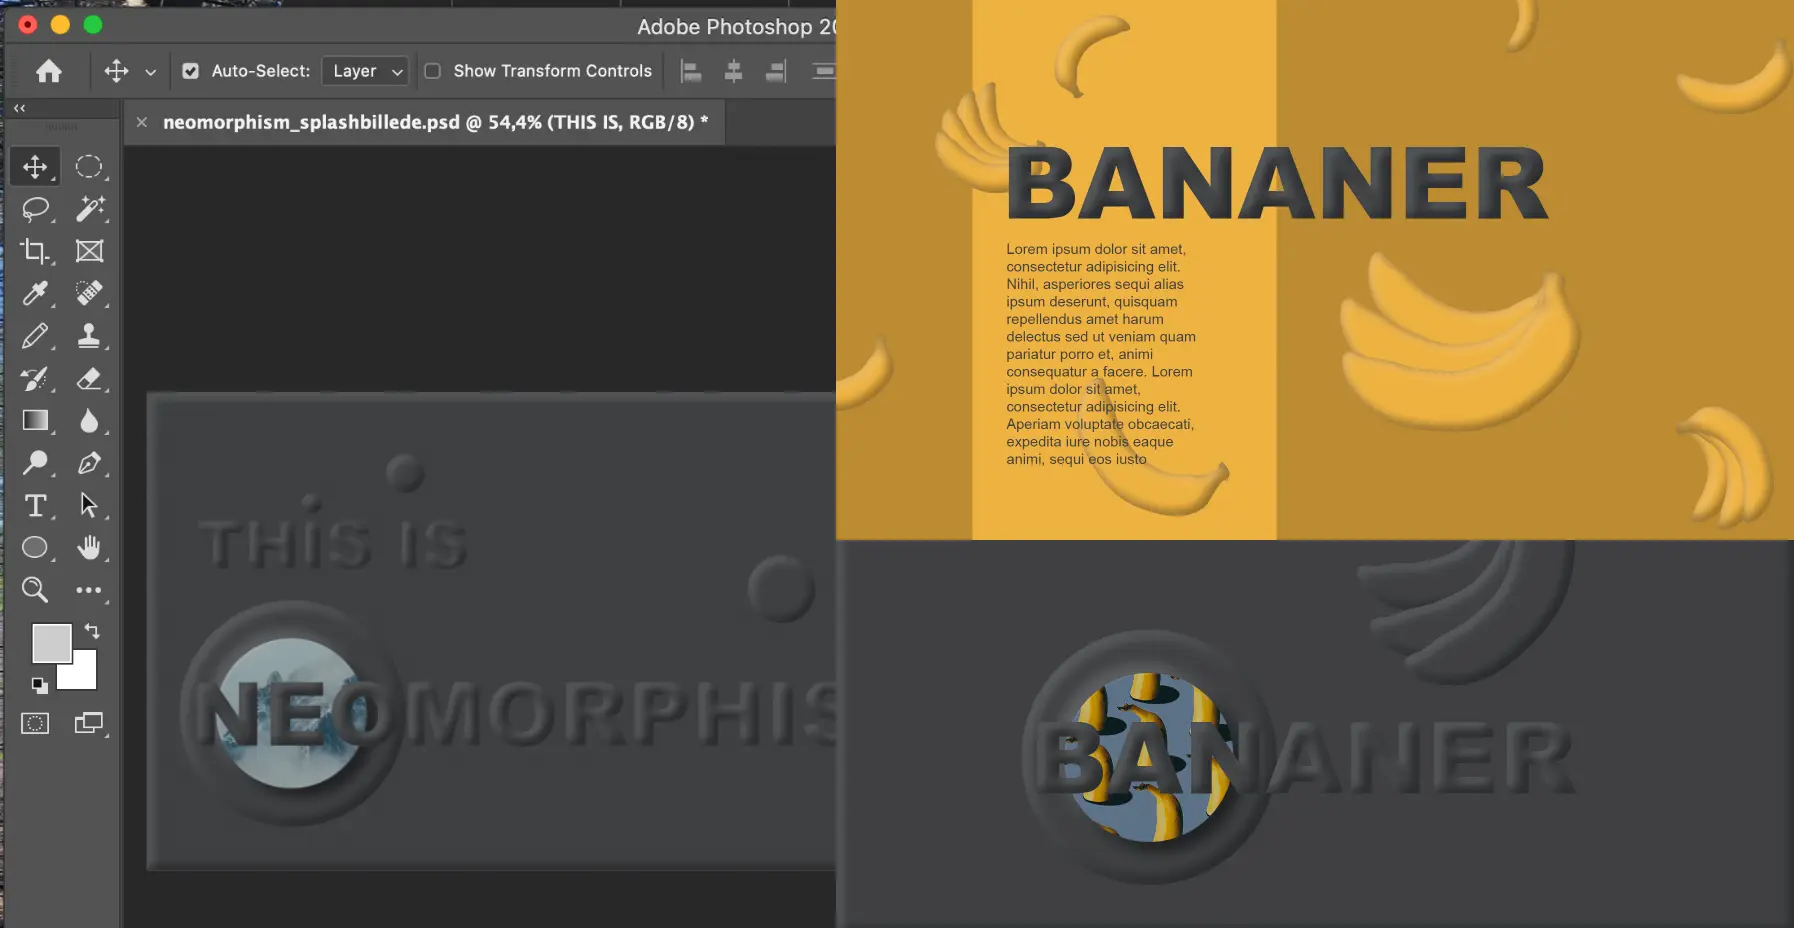 Adobe Photoshop 20
Auto-Select:
Layer
Show Transform Controls
neomorphism_splashbillede.psd @ 54,4% (THIS IS, RGB/8) *
THIS IS
NEOMORPHIS
BANANER
Lorem ipsum dolor sit amet,
consectetur adipisicing elit.
Nihil, asperiores sequi alias
ipsum deserunt, quisquam
repellendus amet harum
delectus sed ut veniam quam
pariatur porro et, animi
consequatur a facere. Lorem
ipsum dolor sit amet,
consectetur adipisicing elit.
Aperiam voluptate obcaecati,
expedita iure nobis eaque
animi, sequi eos iusto
BANANER